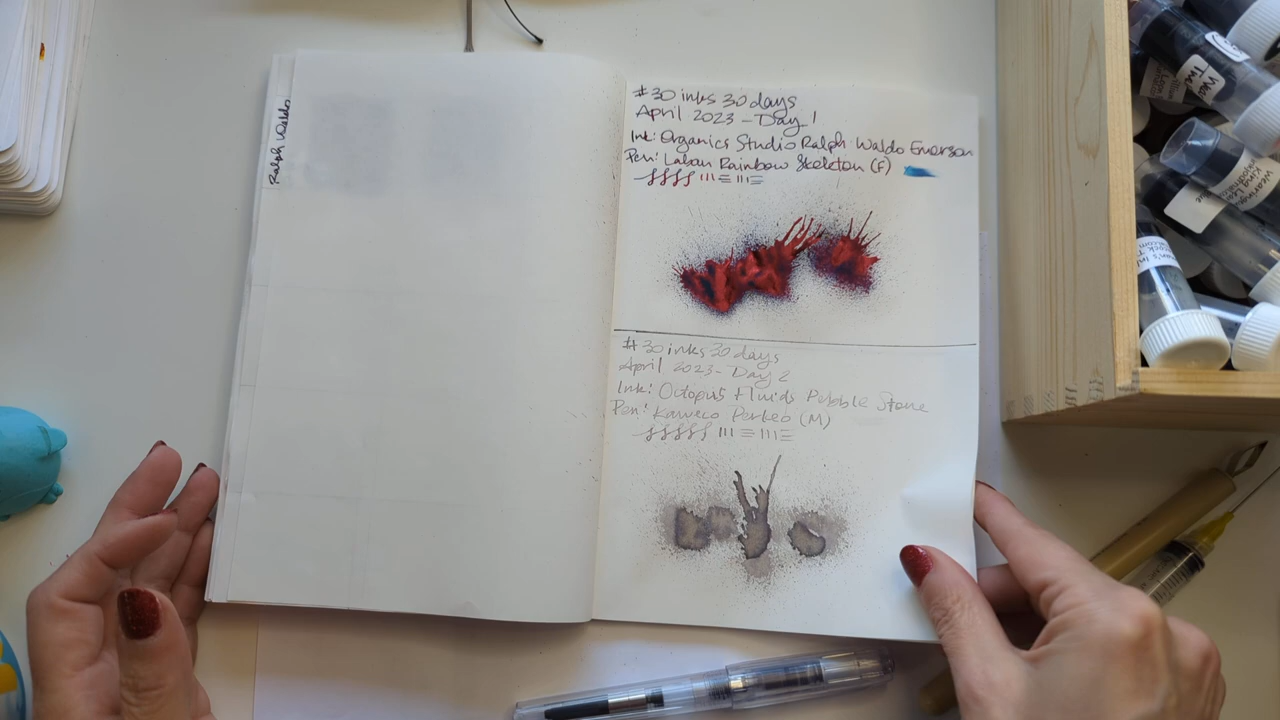 Ralph Waldo
#30 inks 30 days
April 2023 - Day 1
Ink: Organics Studio Ralph Waldo Emerson
Pen: Laban Rainbow Skeleton (F)
#30 inks 30 days
April 2023 - Day 2
Ink: Octopus Fluids Pebble Stone
Pen: Kaweco Perkeo (M)